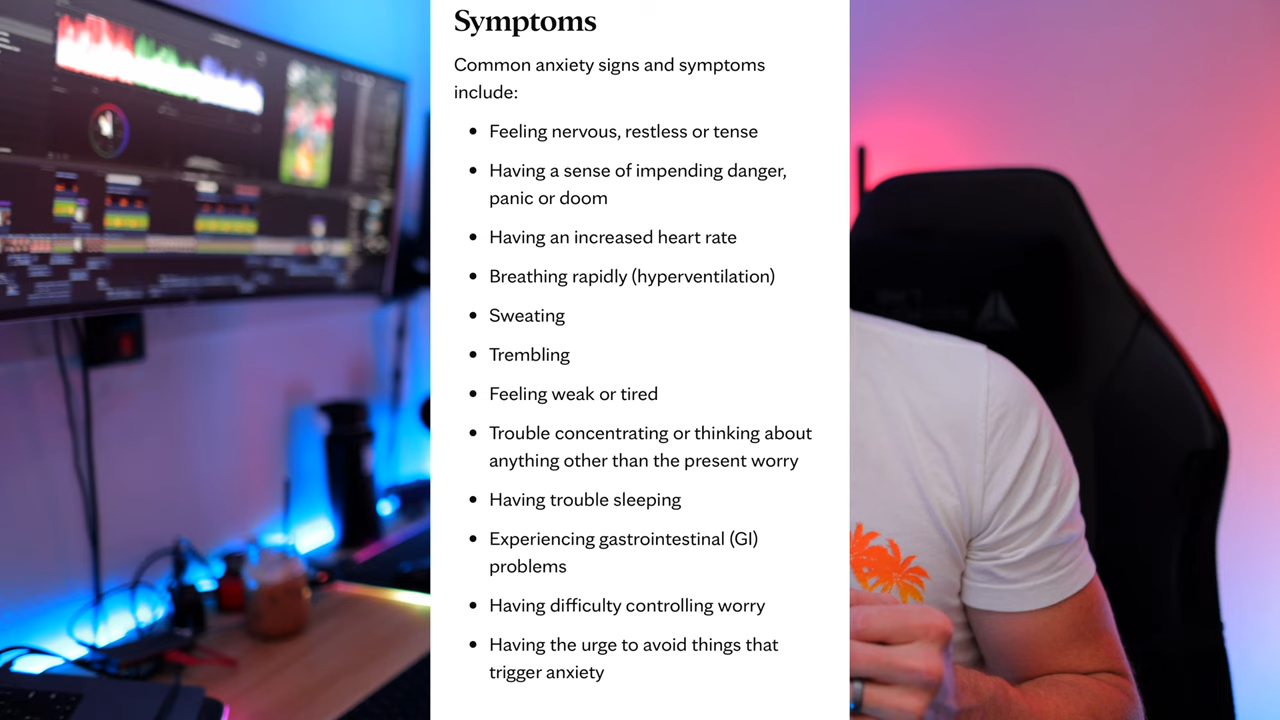 Symptoms
Common anxiety signs and symptoms
include:
• Feeling nervous, restless or tense
• Having a sense of impending danger,
panic or doom
• Having an increased heart rate
• Breathing rapidly (hyperventilation)
• Sweating
• Trembling
• Feeling weak or tired
• Trouble concentrating or thinking about
anything other than the present worry
• Having trouble sleeping
• Experiencing gastrointestinal (GI)
problems
• Having difficulty controlling worry
• Having the urge to avoid things that
trigger anxiety